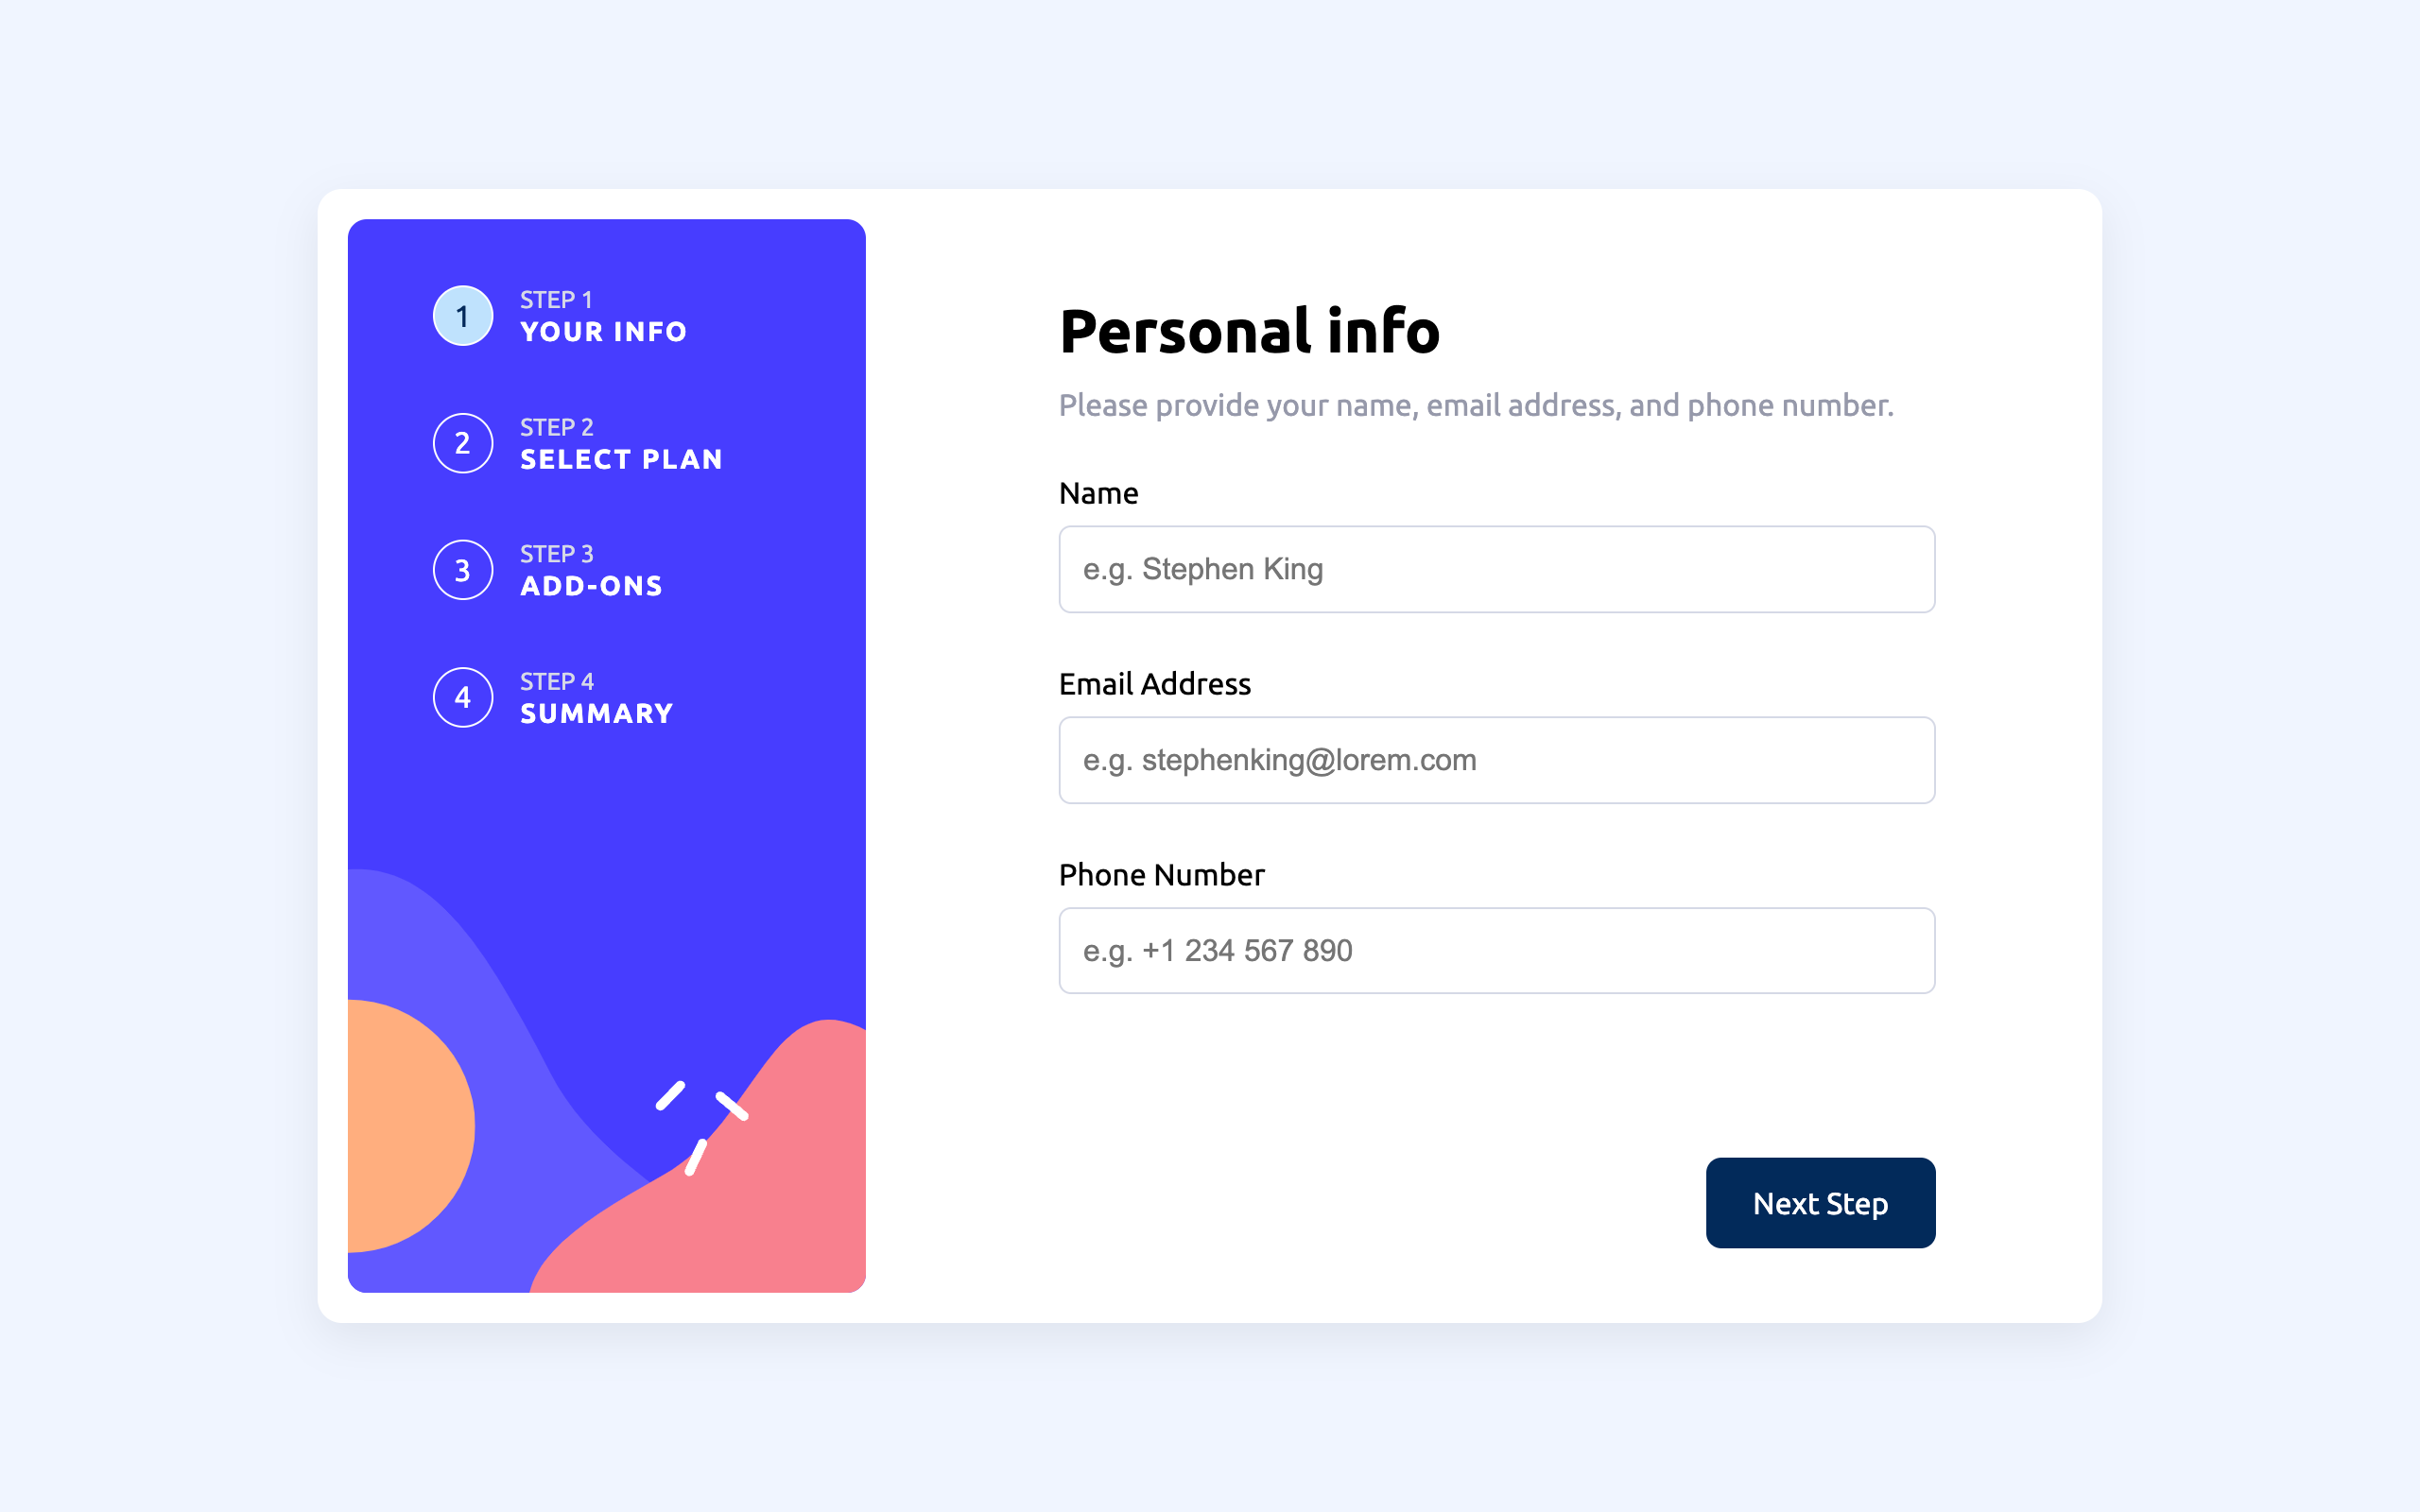 1
STEP 1
YOUR INFO
2
STEP 2
SELECT PLAN
3
STEP 3
ADD-ONS
4
STEP 4
SUMMARY
Personal info
Please provide your name, email address, and phone number.
Name
e.g. Stephen King
Email Address
e.g. stephenking@lorem.com
Phone Number
e.g. +1 234 567 890
Next Step